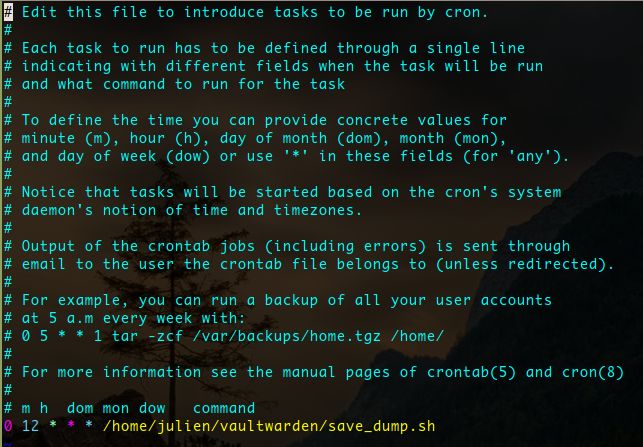 # Edit this file to introduce tasks to be run by cron.
#
# Each task to run has to be defined through a single line
# indicating with different fields when the task will be run
# and what command to run for the task
#
# To define the time you can provide concrete values for
# minute (m), hour (h), day of month (dom), month (mon),
# and day of week (dow) or use '*' in these fields (for 'any').
#
# Notice that tasks will be started based on the cron's system
# daemon's notion of time and timezones.
#
# Output of the crontab jobs (including errors) is sent through
# email to the user the crontab file belongs to (unless redirected).
#
# For example, you can run a backup of all your user accounts
# at 5 a.m every week with:
# 0 5 * * 1 tar -zcf /var/backups/home.tgz /home/
#
# For more information see the manual pages of crontab(5) and cron(8)
#
# m h  dom mon dow   command
0 12 * * * /home/julien/vaultwarden/save_dump.sh
~